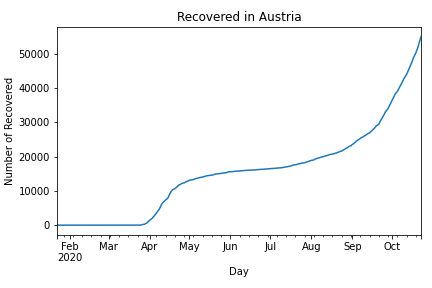 Recovered in Austria
Number of Recovered
50000
40000
30000
20000
10000
0
Feb Mar Apr May Jun Jul Aug Sep Oct
2020
Day